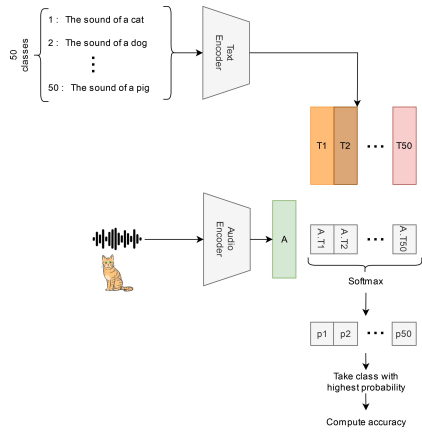 50 classes
1 : The sound of a cat
2 : The sound of a dog
50 : The sound of a pig
Text
Encoder
T1 T2 T50
Audio
Encoder
A
A.T1 A.T2 A.T50
Softmax
p1 p2 p50
Take class with
highest probability
Compute accuracy